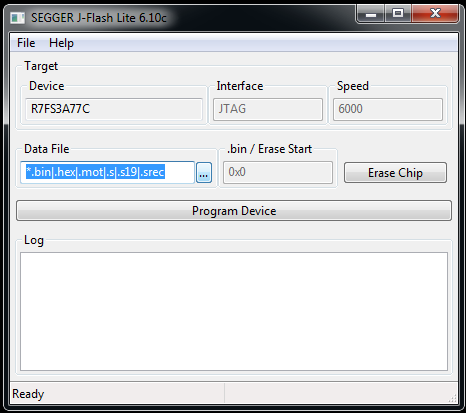 SEGGER J-Flash Lite 6.10c
File Help
Target
Device Interface Speed
R7FS3A77C JTAG 6000
Data File .bin / Erase Start
*.bin|.hex|.mot|.s|.s19|.srec ... 0x0 Erase Chip
Program Device
Log
Ready